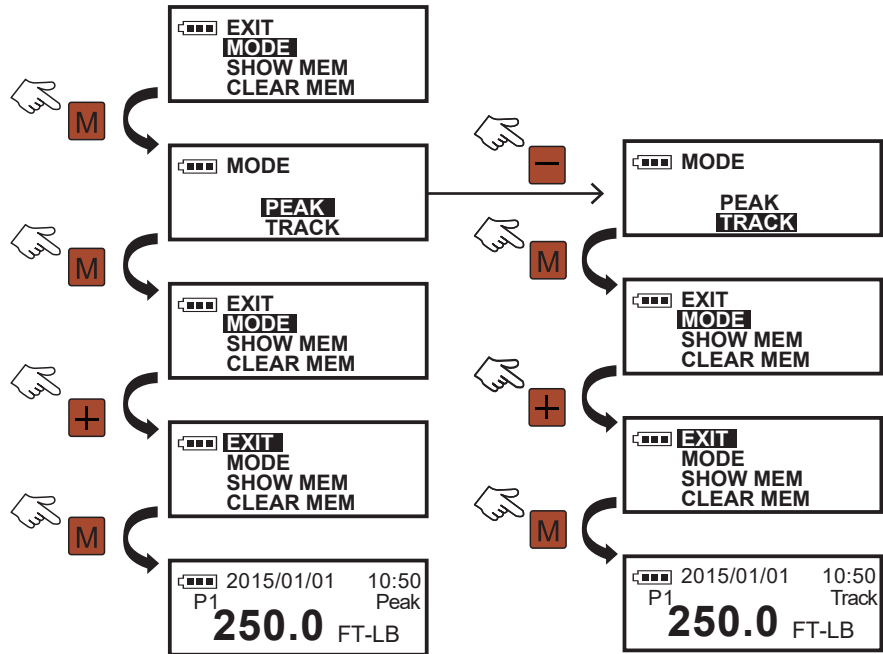 EXIT
MODE
SHOW MEM
CLEAR MEM
M
MODE
PEAK
TRACK
M
EXIT
MODE
SHOW MEM
CLEAR MEM
+
EXIT
MODE
SHOW MEM
CLEAR MEM
M
2015/01/01 10:50
P1 Peak
250.0 FT-LB
−
MODE
PEAK
TRACK
M
EXIT
MODE
SHOW MEM
CLEAR MEM
+
EXIT
MODE
SHOW MEM
CLEAR MEM
M
2015/01/01 10:50
P1 Track
250.0 FT-LB